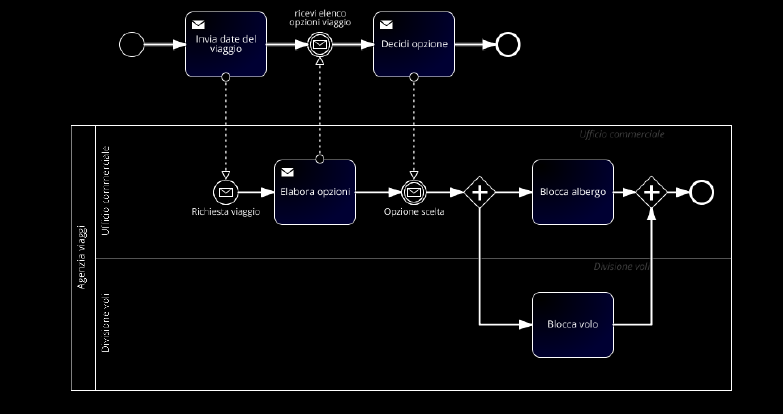 ricevi elenco
opzioni viaggio
Invia date del
viaggio
Decidi opzione
Ufficio commerciale
Agenzia viaggi
Ufficio commerciale
Elabora opzioni
Blocca albergo
Richiesta viaggio
Opzione scelta
Divisione voli
Divisione voli
Blocca volo